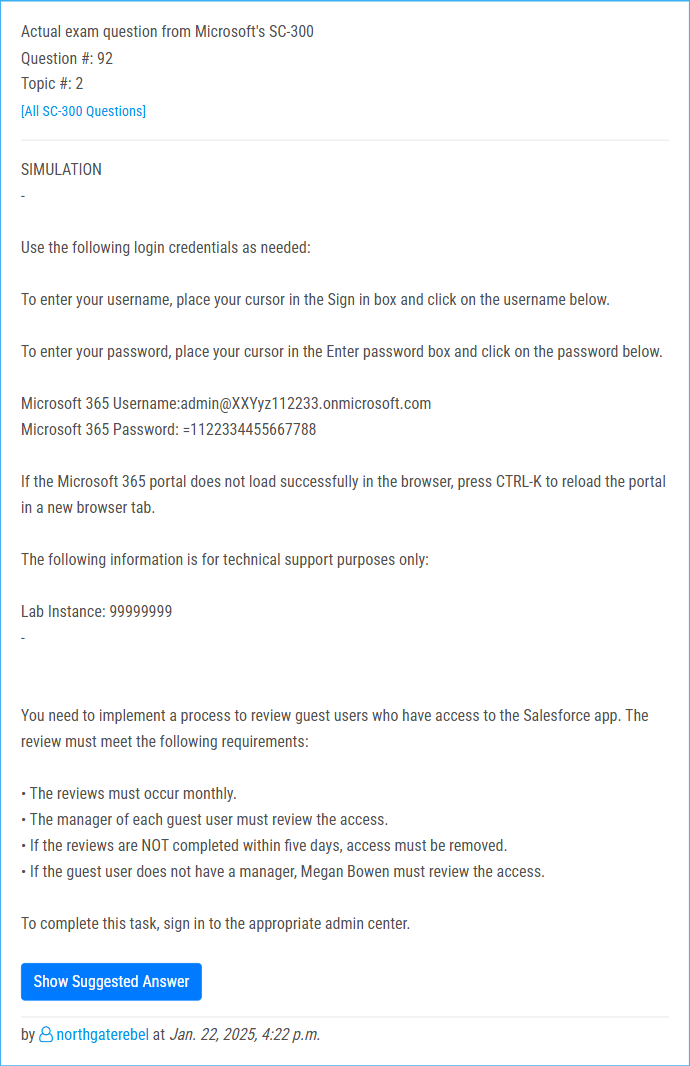 Actual exam question from Microsoft's SC-300
Question #: 92
Topic #: 2
[All SC-300 Questions]
SIMULATION
-
Use the following login credentials as needed:
To enter your username, place your cursor in the Sign in box and click on the username below.
To enter your password, place your cursor in the Enter password box and click on the password below.
Microsoft 365 Username:admin@XXYyz112233.onmicrosoft.com
Microsoft 365 Password: =1122334455667788
If the Microsoft 365 portal does not load successfully in the browser, press CTRL-K to reload the portal
in a new browser tab.
The following information is for technical support purposes only:
Lab Instance: 99999999
-
You need to implement a process to review guest users who have access to the Salesforce app. The
review must meet the following requirements:
• The reviews must occur monthly.
• The manager of each guest user must review the access.
• If the reviews are NOT completed within five days, access must be removed.
• If the guest user does not have a manager, Megan Bowen must review the access.
To complete this task, sign in to the appropriate admin center.
Show Suggested Answer
by northgaterebel at Jan. 22, 2025, 4:22 p.m.